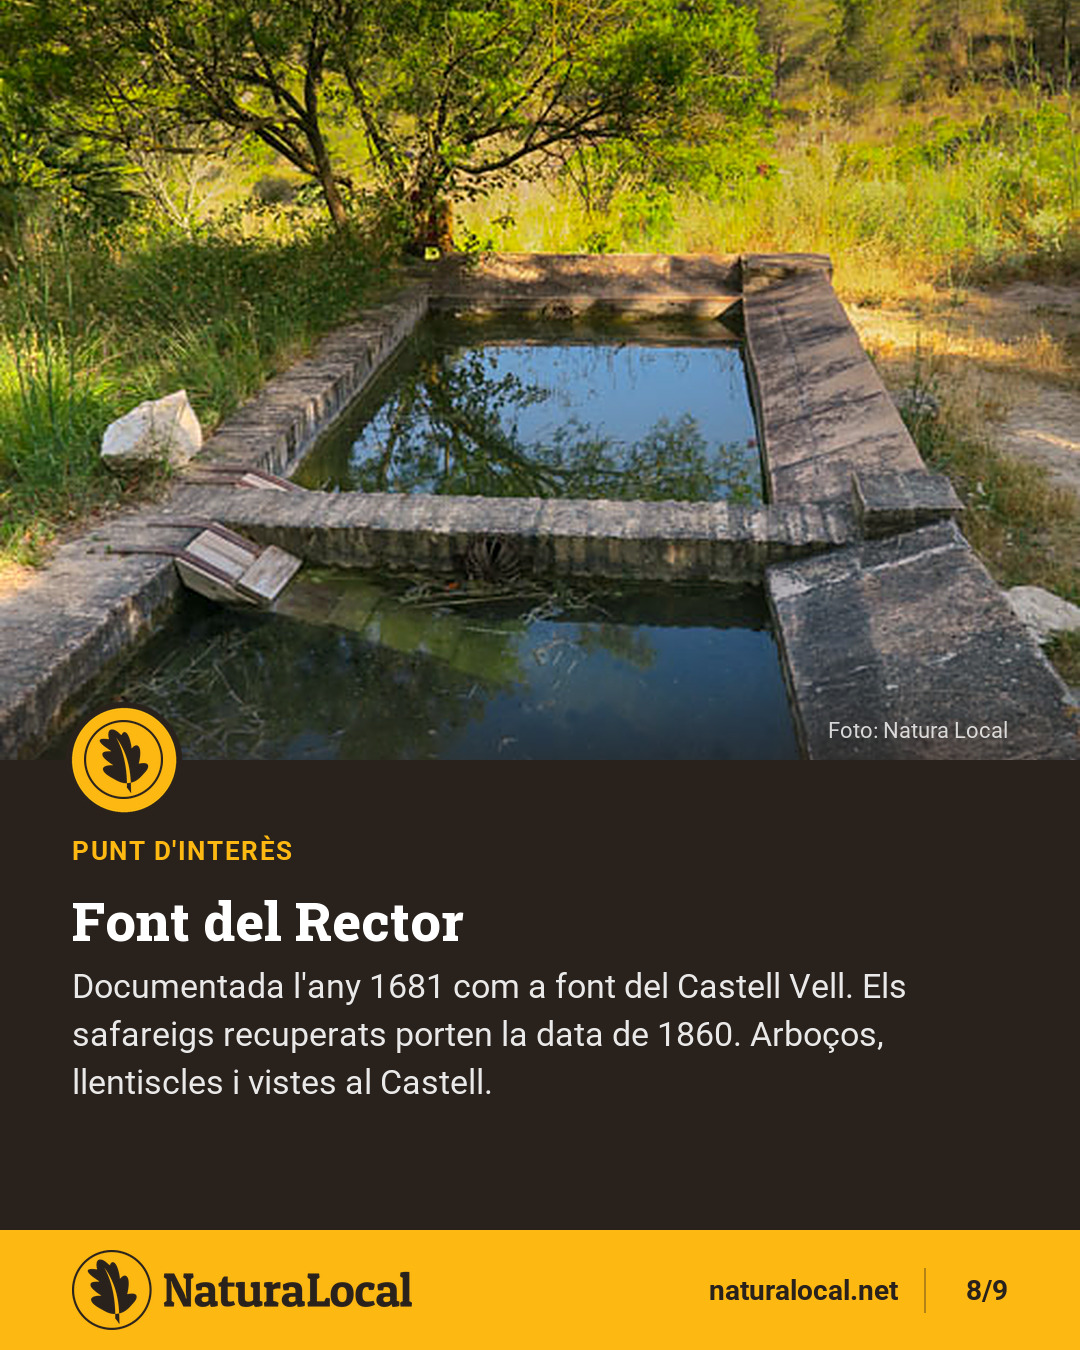 Foto: Natura Local
PUNT D'INTERÈS
Font del Rector
Documentada l'any 1681 com a font del Castell Vell. Els
safareigs recuperats porten la data de 1860. Arboços,
llentiscles i vistes al Castell.
NaturaLocal
naturalocal.net
8/9